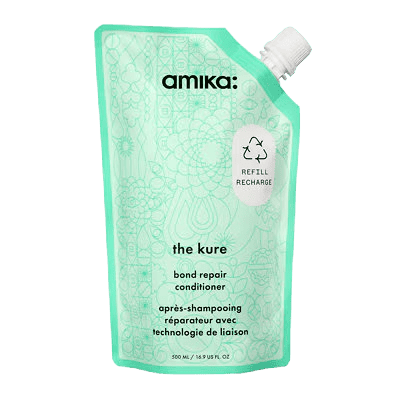 amika:
REFILL
RECHARGE
the kure
bond repair
conditioner
après-shampooing
réparateur avec
technologie de liaison
500 ML / 16.9 US FL OZ